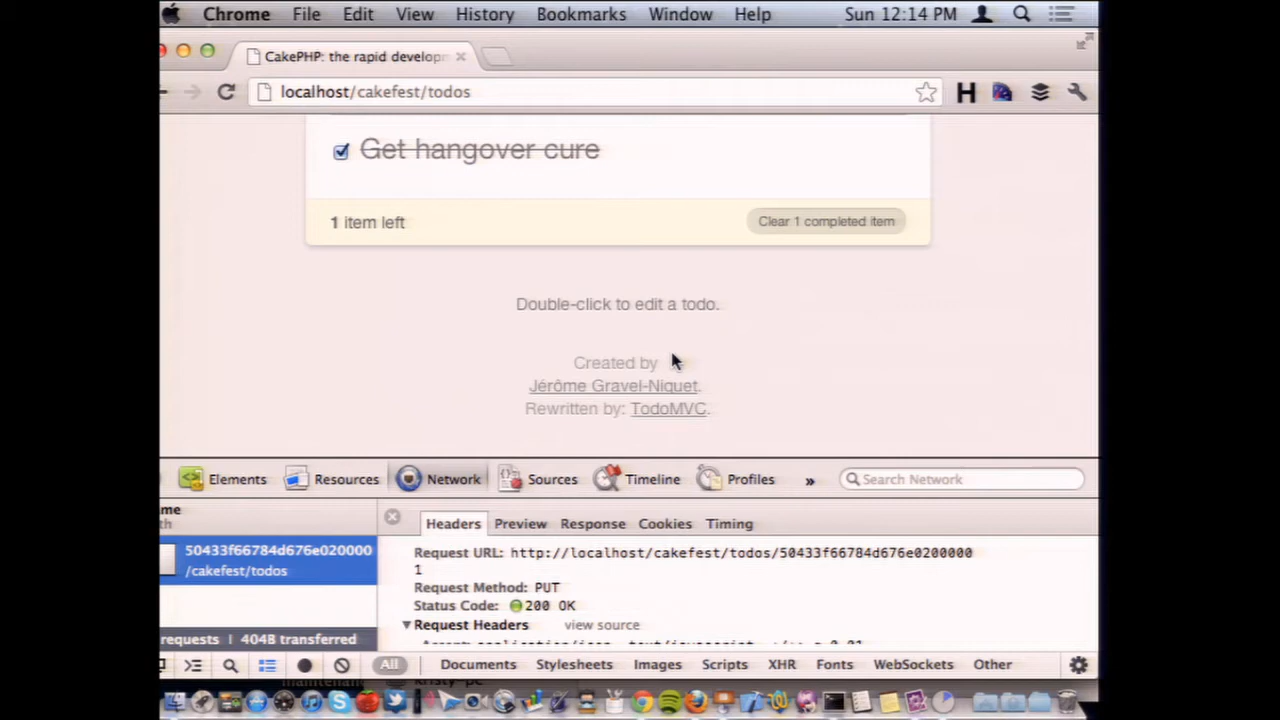 Chrome File Edit View History Bookmarks Window Help Sun 12:14 PM
CakePHP: the rapid develop
localhost/cakefest/todos
Get hangover cure
1 item left
Clear 1 completed item
Double-click to edit a todo.
Created by
Jérôme Gravel-Niquet.
Rewritten by: TodoMVC.
Elements Resources Network Sources Timeline Profiles » Search Network
me
th
Headers Preview Response Cookies Timing
50433f66784d676e020000
/cakefest/todos
Request URL: http://localhost/cakefest/todos/50433f66784d676e0200000
1
Request Method: PUT
Status Code: 200 OK
Request Headers view source
requests | 404B transferred
All Documents Stylesheets Images Scripts XHR Fonts WebSockets Other